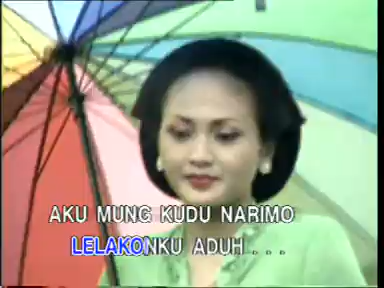 AKU MUNG KUDU NARIMO
LELAKONKU ADUH . . .